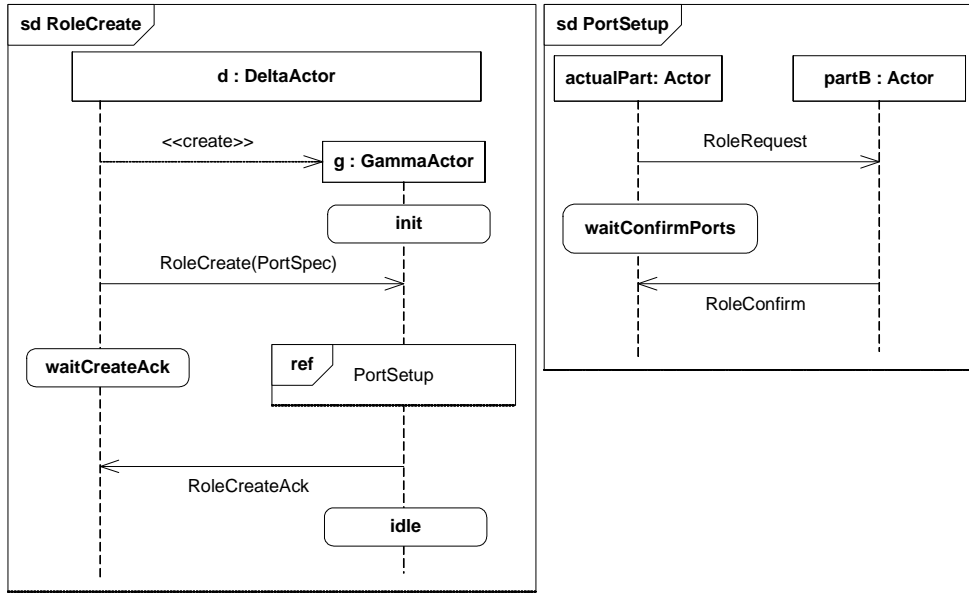 sd RoleCreate
d : DeltaActor
<<create>>
g : GammaActor
init
RoleCreate(PortSpec)
waitCreateAck
ref
PortSetup
RoleCreateAck
idle
sd PortSetup
actualPart: Actor
partB : Actor
RoleRequest
waitConfirmPorts
RoleConfirm